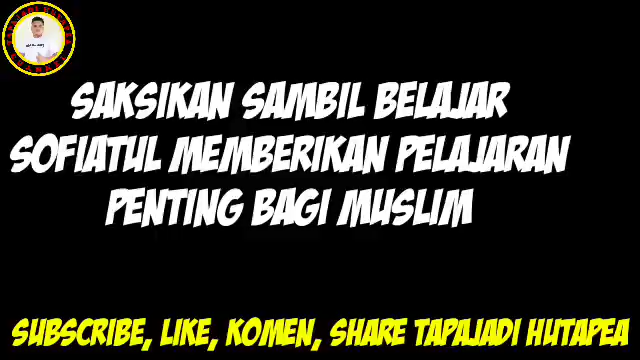 SAKSIKAN SAMBIL BELAJAR
SOFIATUL MEMBERIKAN PELAJARAN
PENTING BAGI MUSLIM
SUBSCRIBE, LIKE, KOMEN, SHARE TAPAJADI HUTAPEA